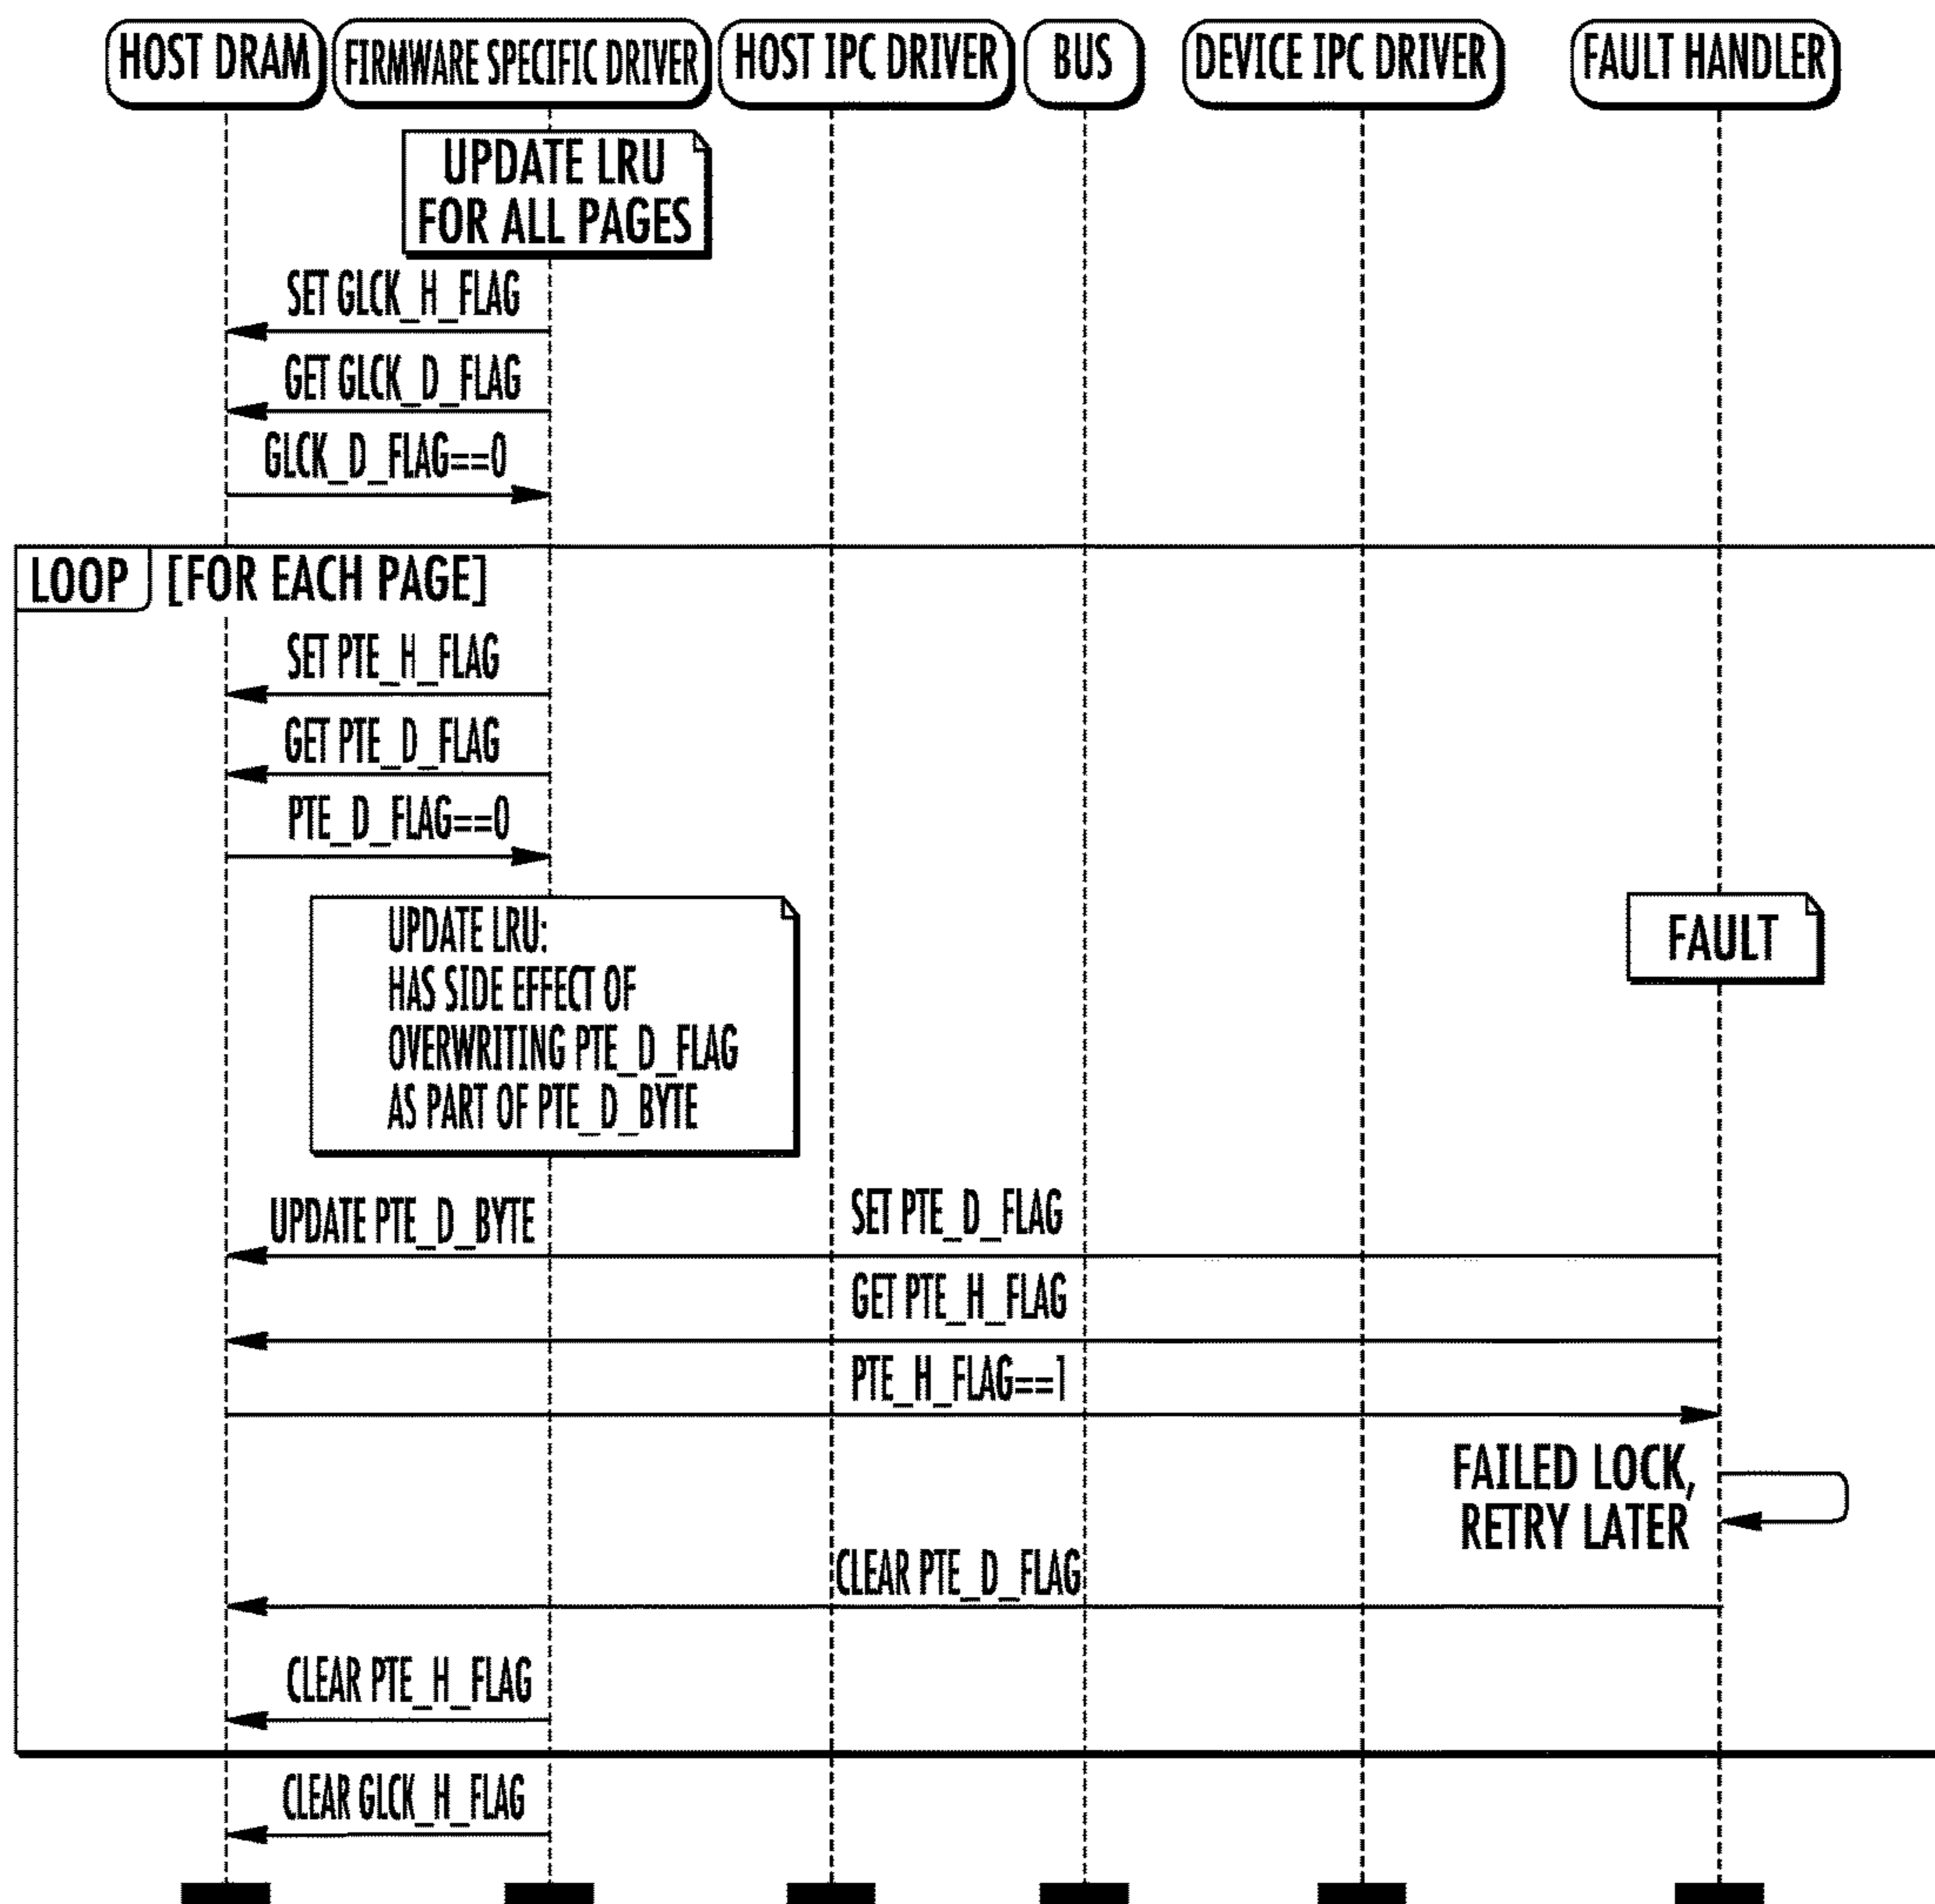 HOST DRAM
FIRMWARE SPECIFIC DRIVER
HOST IPC DRIVER
BUS
DEVICE IPC DRIVER
FAULT HANDLER
UPDATE LRU
FOR ALL PAGES
SET GLCK_H_FLAG
GET GLCK_D_FLAG
GLCK_D_FLAG==0
LOOP [FOR EACH PAGE]
SET PTE_H_FLAG
GET PTE_D_FLAG
PTE_D_FLAG==0
UPDATE LRU:
HAS SIDE EFFECT OF
OVERWRITING PTE_D_FLAG
AS PART OF PTE_D_BYTE
FAULT
UPDATE PTE_D_BYTE
SET PTE_D_FLAG
GET PTE_H_FLAG
PTE_H_FLAG==1
FAILED LOCK,
RETRY LATER
CLEAR PTE_D_FLAG
CLEAR PTE_H_FLAG
CLEAR GLCK_H_FLAG